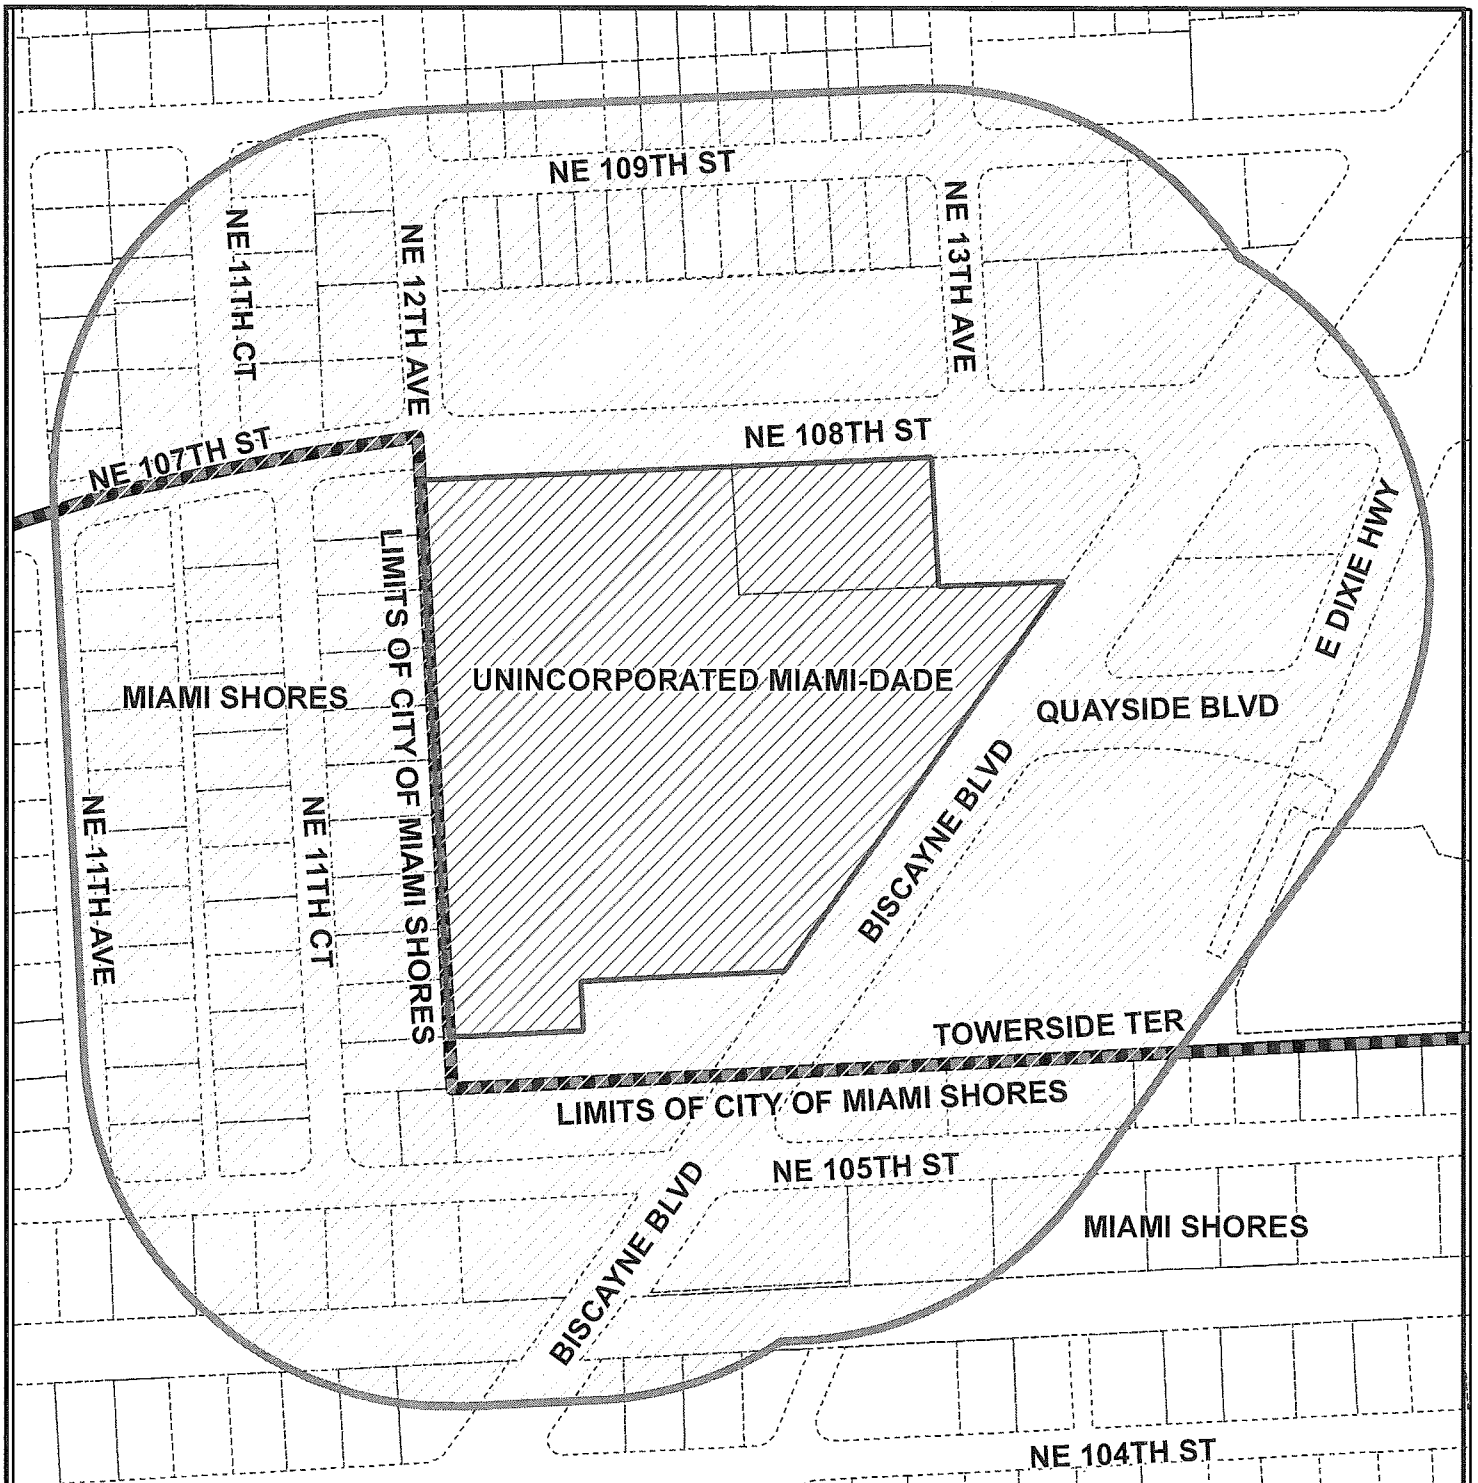 NE 109TH ST
NE 11TH CT
NE 12TH AVE
NE 13TH AVE
NE 107TH ST
NE 108TH ST
LIMITS OF CITY OF MIAMI SHORES
E DIXIE HWY
MIAMI SHORES
UNINCORPORATED MIAMI-DADE
QUAYSIDE BLVD
BISCAYNE BLVD
NE 11TH AVE
NE 11TH CT
TOWERSIDE TER
LIMITS OF CITY OF MIAMI SHORES
NE 105TH ST
BISCAYNE BLVD
MIAMI SHORES
NE 104TH ST